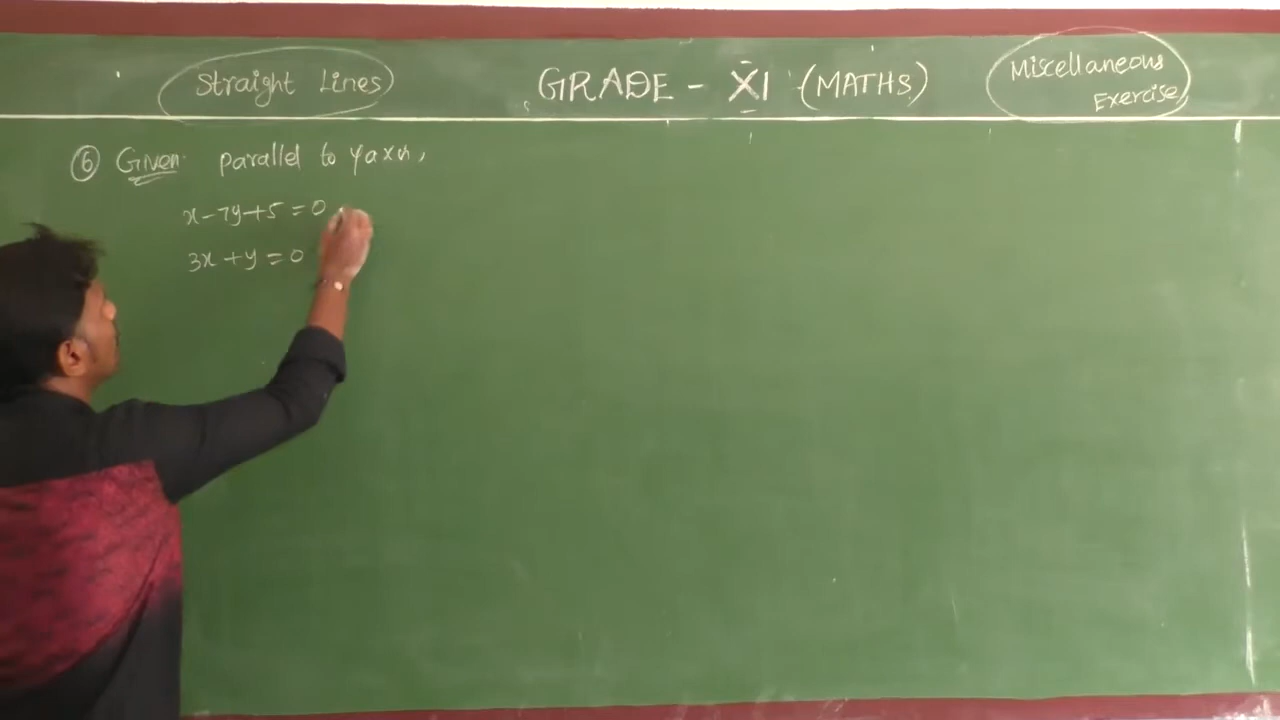 Straight Lines
GRADE - XI (MATHS)
Miscellaneous
Exercise
⑥ Given: parallel to y axis,
x-7y+5=0
3x+y=0